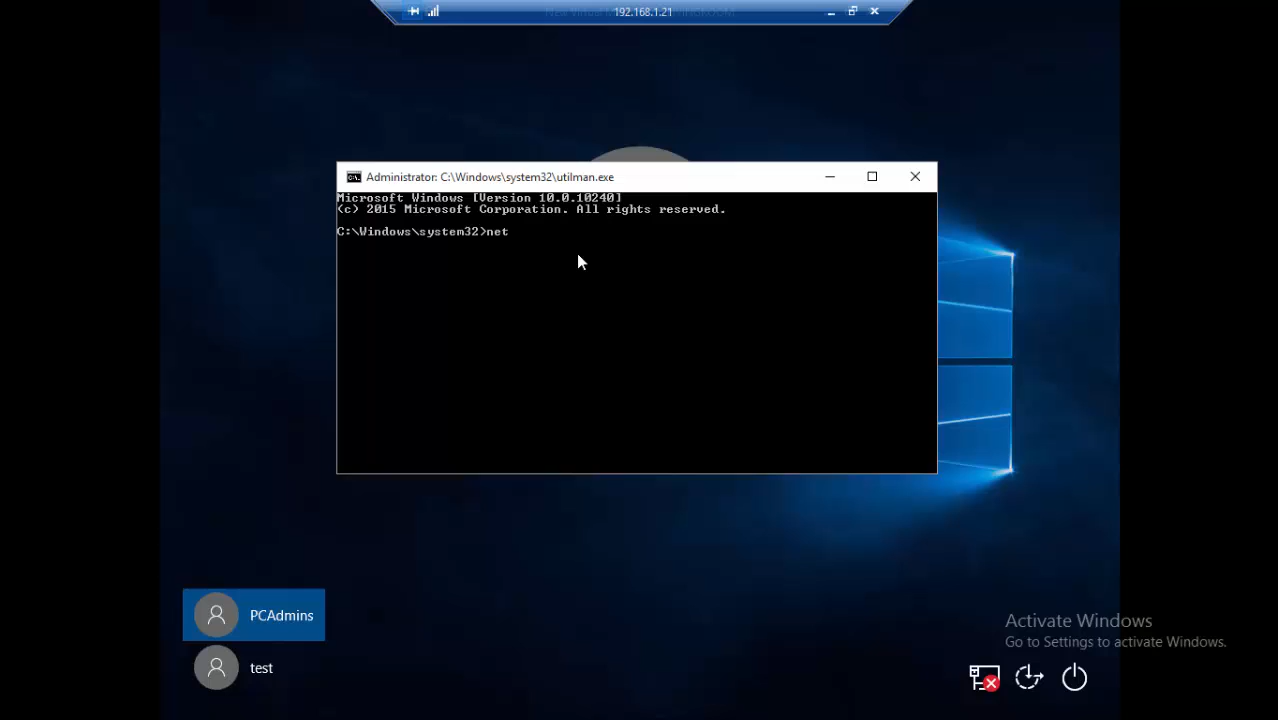 192.168.1.21
Administrator: C:\Windows\system32\utilman.exe
Microsoft Windows [Version 10.0.10240]
(c) 2015 Microsoft Corporation. All rights reserved.
C:\Windows\system32>net
PCAdmins
test
Activate Windows
Go to Settings to activate Windows.